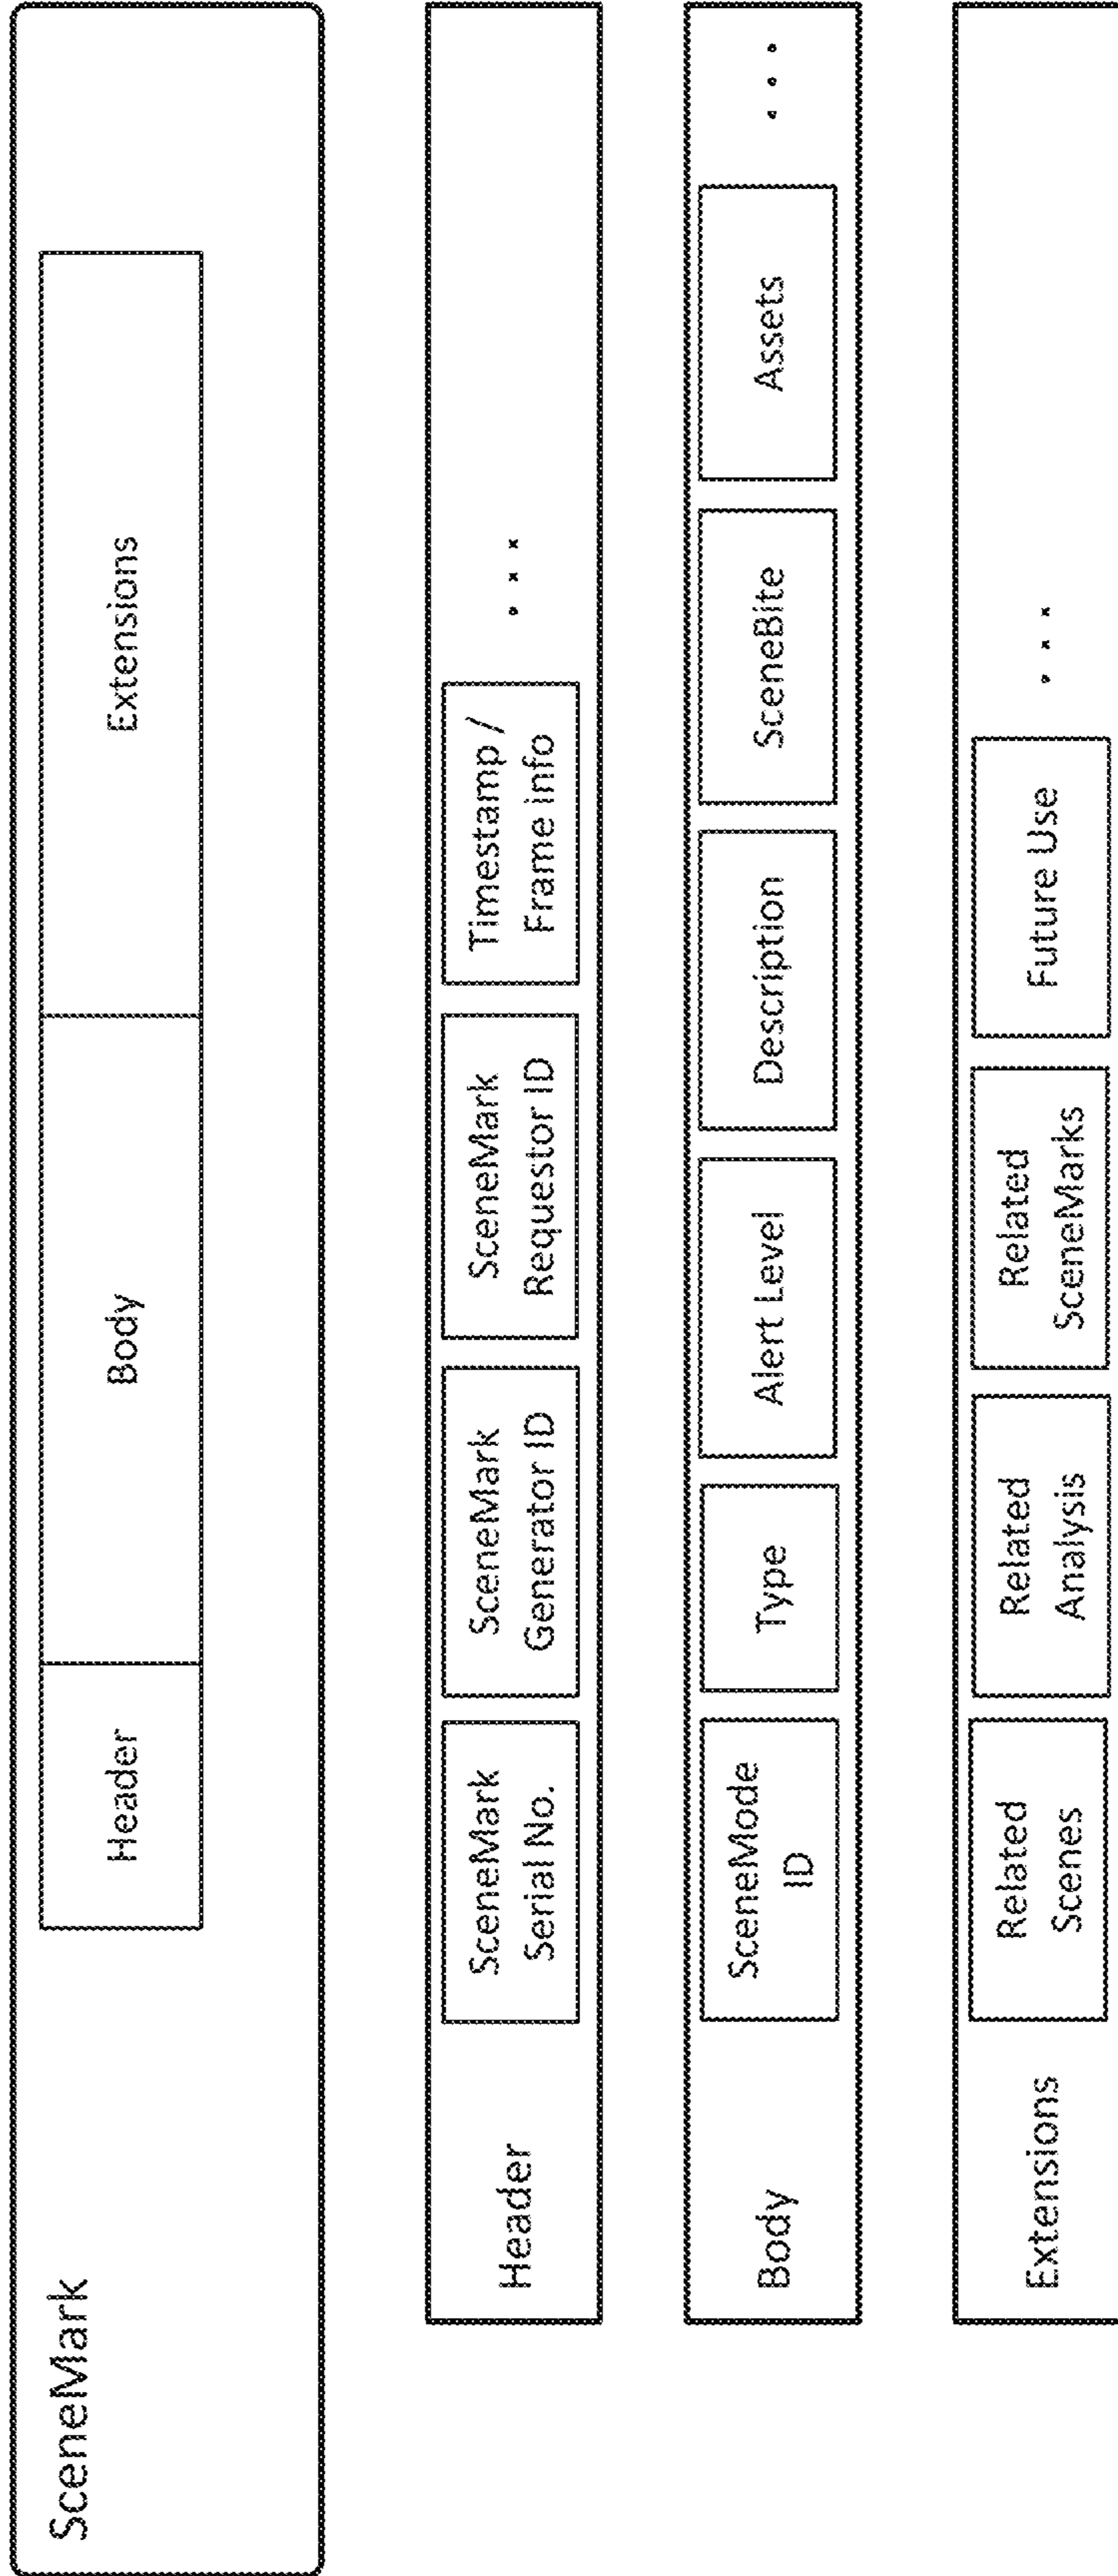 SceneMark
Header
Body
Extensions
Header
SceneMark
Serial No.
SceneMark
Generator ID
SceneMark
Requestor ID
Timestamp /
Frame info
...
Body
SceneMode
ID
Type
Alert Level
Description
SceneBite
Assets
...
Extensions
Related
Scenes
Related
Analysis
Related
SceneMarks
Future Use
...